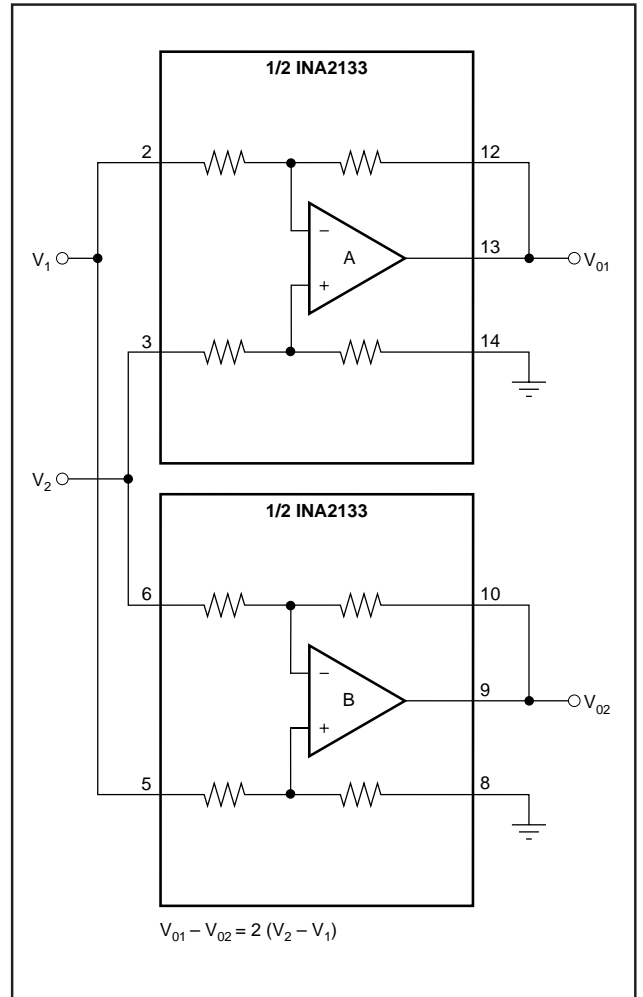 1/2 INA2133
2
12
−
A
13
V₁
V₀₁
+
3
14
V₂
1/2 INA2133
6
10
−
B
9
V₀₂
+
5
8
V₀₁ – V₀₂ = 2 (V₂ – V₁)